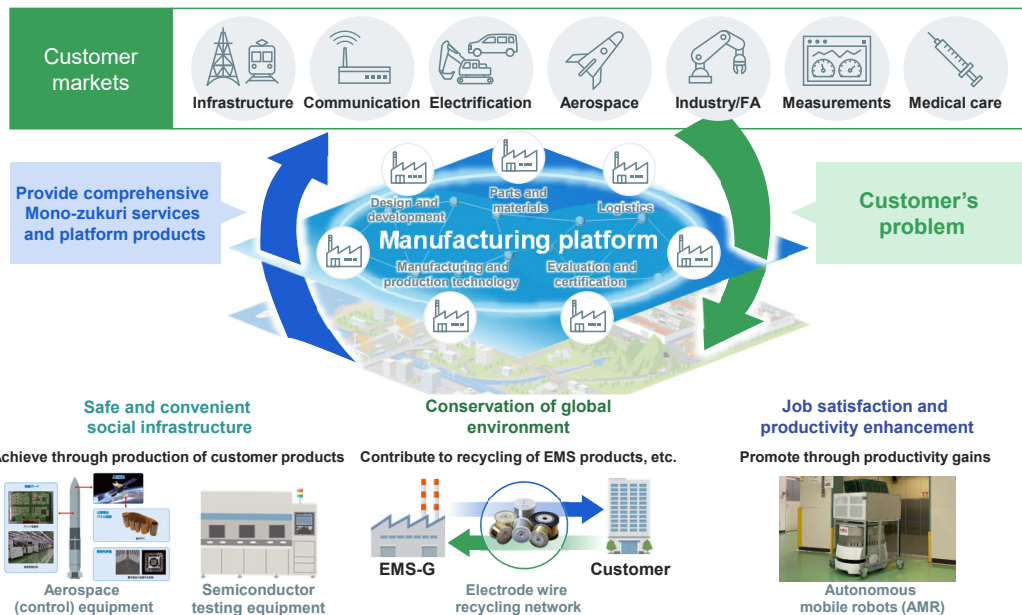 Customer
markets
Infrastructure
Communication
Electrification
Aerospace
Industry/FA
Measurements
Medical care
Provide comprehensive
Mono-zukuri services
and platform products
Customer's
problem
Design and
development
Parts and
materials
Logistics
Manufacturing platform
Manufacturing and
production technology
Evaluation and
certification
Safe and convenient
social infrastructure
Conservation of global
environment
Job satisfaction and
productivity enhancement
chieve through production of customer products
Contribute to recycling of EMS products, etc.
Promote through productivity gains
EMS-G
Customer
Aerospace
(control) equipment
Semiconductor
testing equipment
Electrode wire
recycling network
Autonomous
mobile robots (AMR)